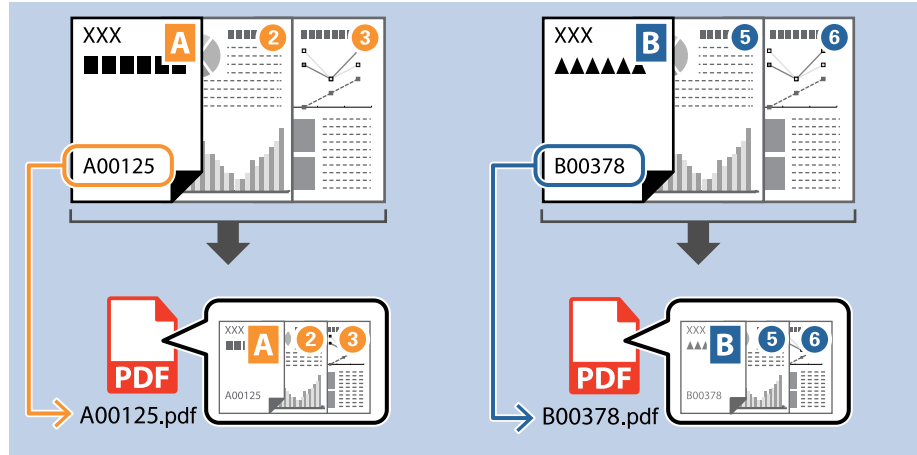 XXX A 2 3
A00125
XXX B 5 6
B00378
PDF
XXX A 2 3
A00125
A00125.pdf
PDF
XXX B 5 6
B00378
B00378.pdf